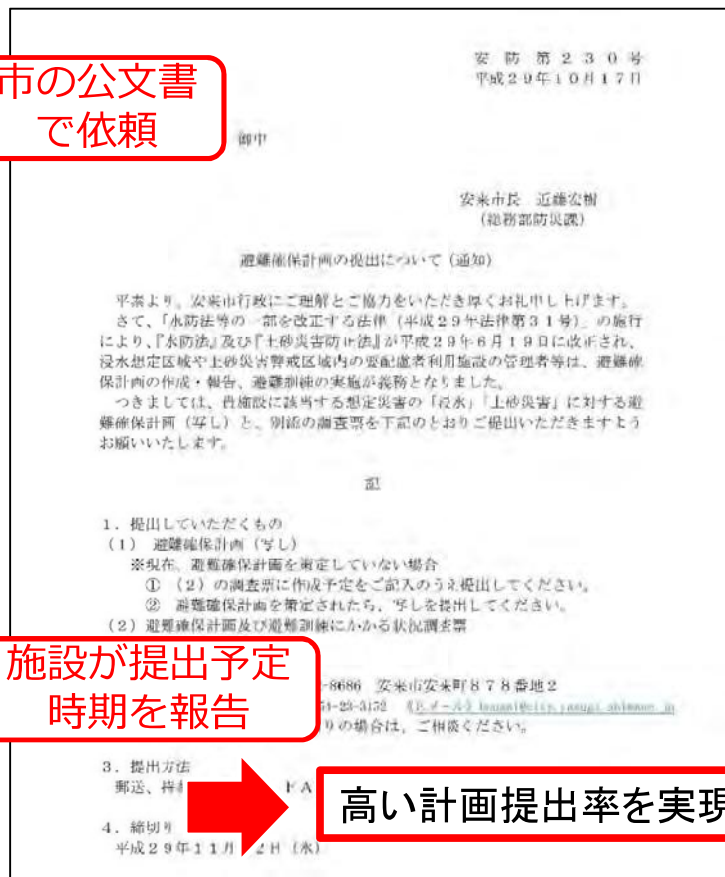 安防第230号
平成29年10月17日
市の公文書
で依頼
御中
安来市長 近藤宏樹
(総務部防災課)
避難確保計画の提出について(通知)
平素より、安来市行政にご理解とご協力をいただき厚くお礼申し上げます。
さて、「水防法等の一部を改正する法律(平成29年法律第31号)」の施行
により、『水防法』及び『土砂災害防止法』が平成29年6月19日に改正され、
浸水想定区域や土砂災害警戒区域内の要配慮者利用施設の管理者等は、避難確
保計画の作成・報告、避難訓練の実施が義務となりました。
つきましては、貴施設に該当する想定災害の「浸水」「土砂災害」に対する避
難確保計画(写し)と、別添の調査票を下記のとおりご提出いただきますよう
お願いいたします。
記
1.提出していただくもの
(1) 避難確保計画(写し)
※現在、避難確保計画を策定していない場合
① (2)の調査票に作成予定をご記入のうえ提出してください。
② 避難確保計画を策定されたら、写しを提出してください。
(2)避難確保計画及び避難訓練にかかる状況調査票
施設が提出予定
時期を報告
-8686 安来市安来町878番地2
-23-3152 (Eメール)
りの場合は、ご相談ください。
3.提出方法
郵送、持 FA
高い計画提出率を実現
4.締切り
平成29年11月 2日(水)